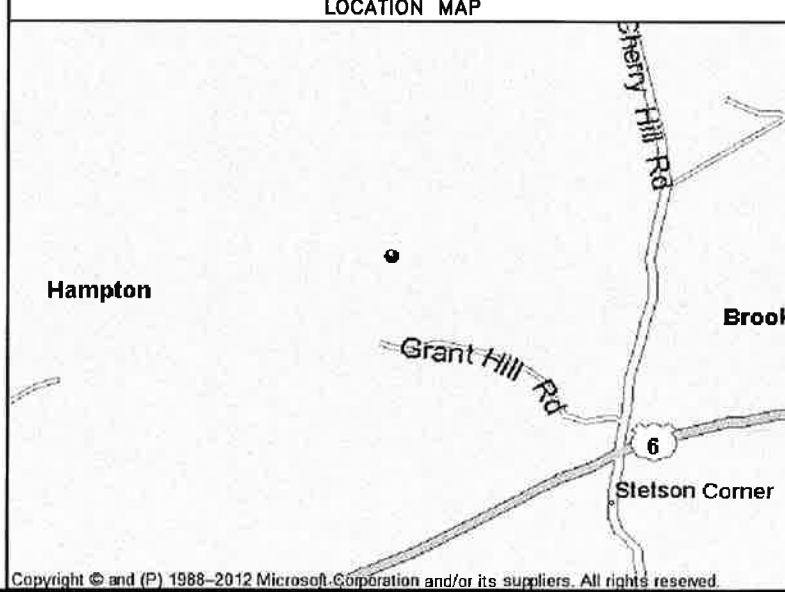 LOCATION MAP
Cherry Hill Rd
Hampton
Brook
Grant Hill Rd
6
Stetson Corner
Copyright © and (P) 1988–2012 Microsoft Corporation and/or its suppliers. All rights reserved.